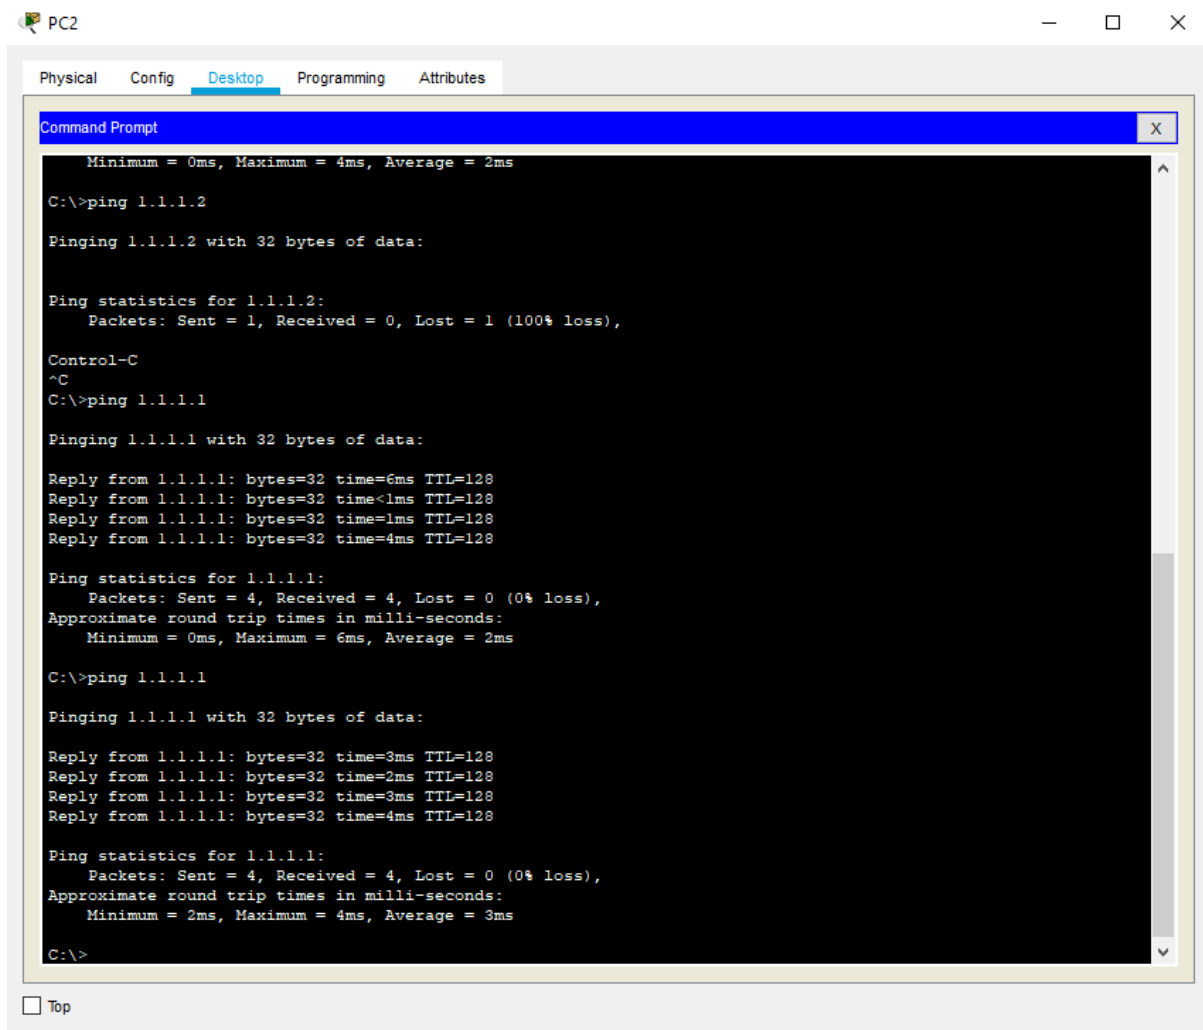 PC2
Physical Config Desktop Programming Attributes
Command Prompt
X
Minimum = 0ms, Maximum = 4ms, Average = 2ms
C:\>ping 1.1.1.2
Pinging 1.1.1.2 with 32 bytes of data:
Ping statistics for 1.1.1.2:
Packets: Sent = 1, Received = 0, Lost = 1 (100% loss),
Control-C
^C
C:\>ping 1.1.1.1
Pinging 1.1.1.1 with 32 bytes of data:
Reply from 1.1.1.1: bytes=32 time=6ms TTL=128
Reply from 1.1.1.1: bytes=32 time<1ms TTL=128
Reply from 1.1.1.1: bytes=32 time=1ms TTL=128
Reply from 1.1.1.1: bytes=32 time=4ms TTL=128
Ping statistics for 1.1.1.1:
Packets: Sent = 4, Received = 4, Lost = 0 (0% loss),
Approximate round trip times in milli-seconds:
Minimum = 0ms, Maximum = 6ms, Average = 2ms
C:\>ping 1.1.1.1
Pinging 1.1.1.1 with 32 bytes of data:
Reply from 1.1.1.1: bytes=32 time=3ms TTL=128
Reply from 1.1.1.1: bytes=32 time=2ms TTL=128
Reply from 1.1.1.1: bytes=32 time=3ms TTL=128
Reply from 1.1.1.1: bytes=32 time=4ms TTL=128
Ping statistics for 1.1.1.1:
Packets: Sent = 4, Received = 4, Lost = 0 (0% loss),
Approximate round trip times in milli-seconds:
Minimum = 2ms, Maximum = 4ms, Average = 3ms
C:\>
Top